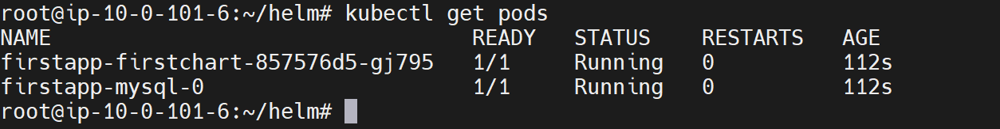 root@ip-10-0-101-6:~/helm# kubectl get pods
NAME READY STATUS RESTARTS AGE
firstapp-firstchart-857576d5-gj795 1/1 Running 0 112s
firstapp-mysql-0 1/1 Running 0 112s
root@ip-10-0-101-6:~/helm#